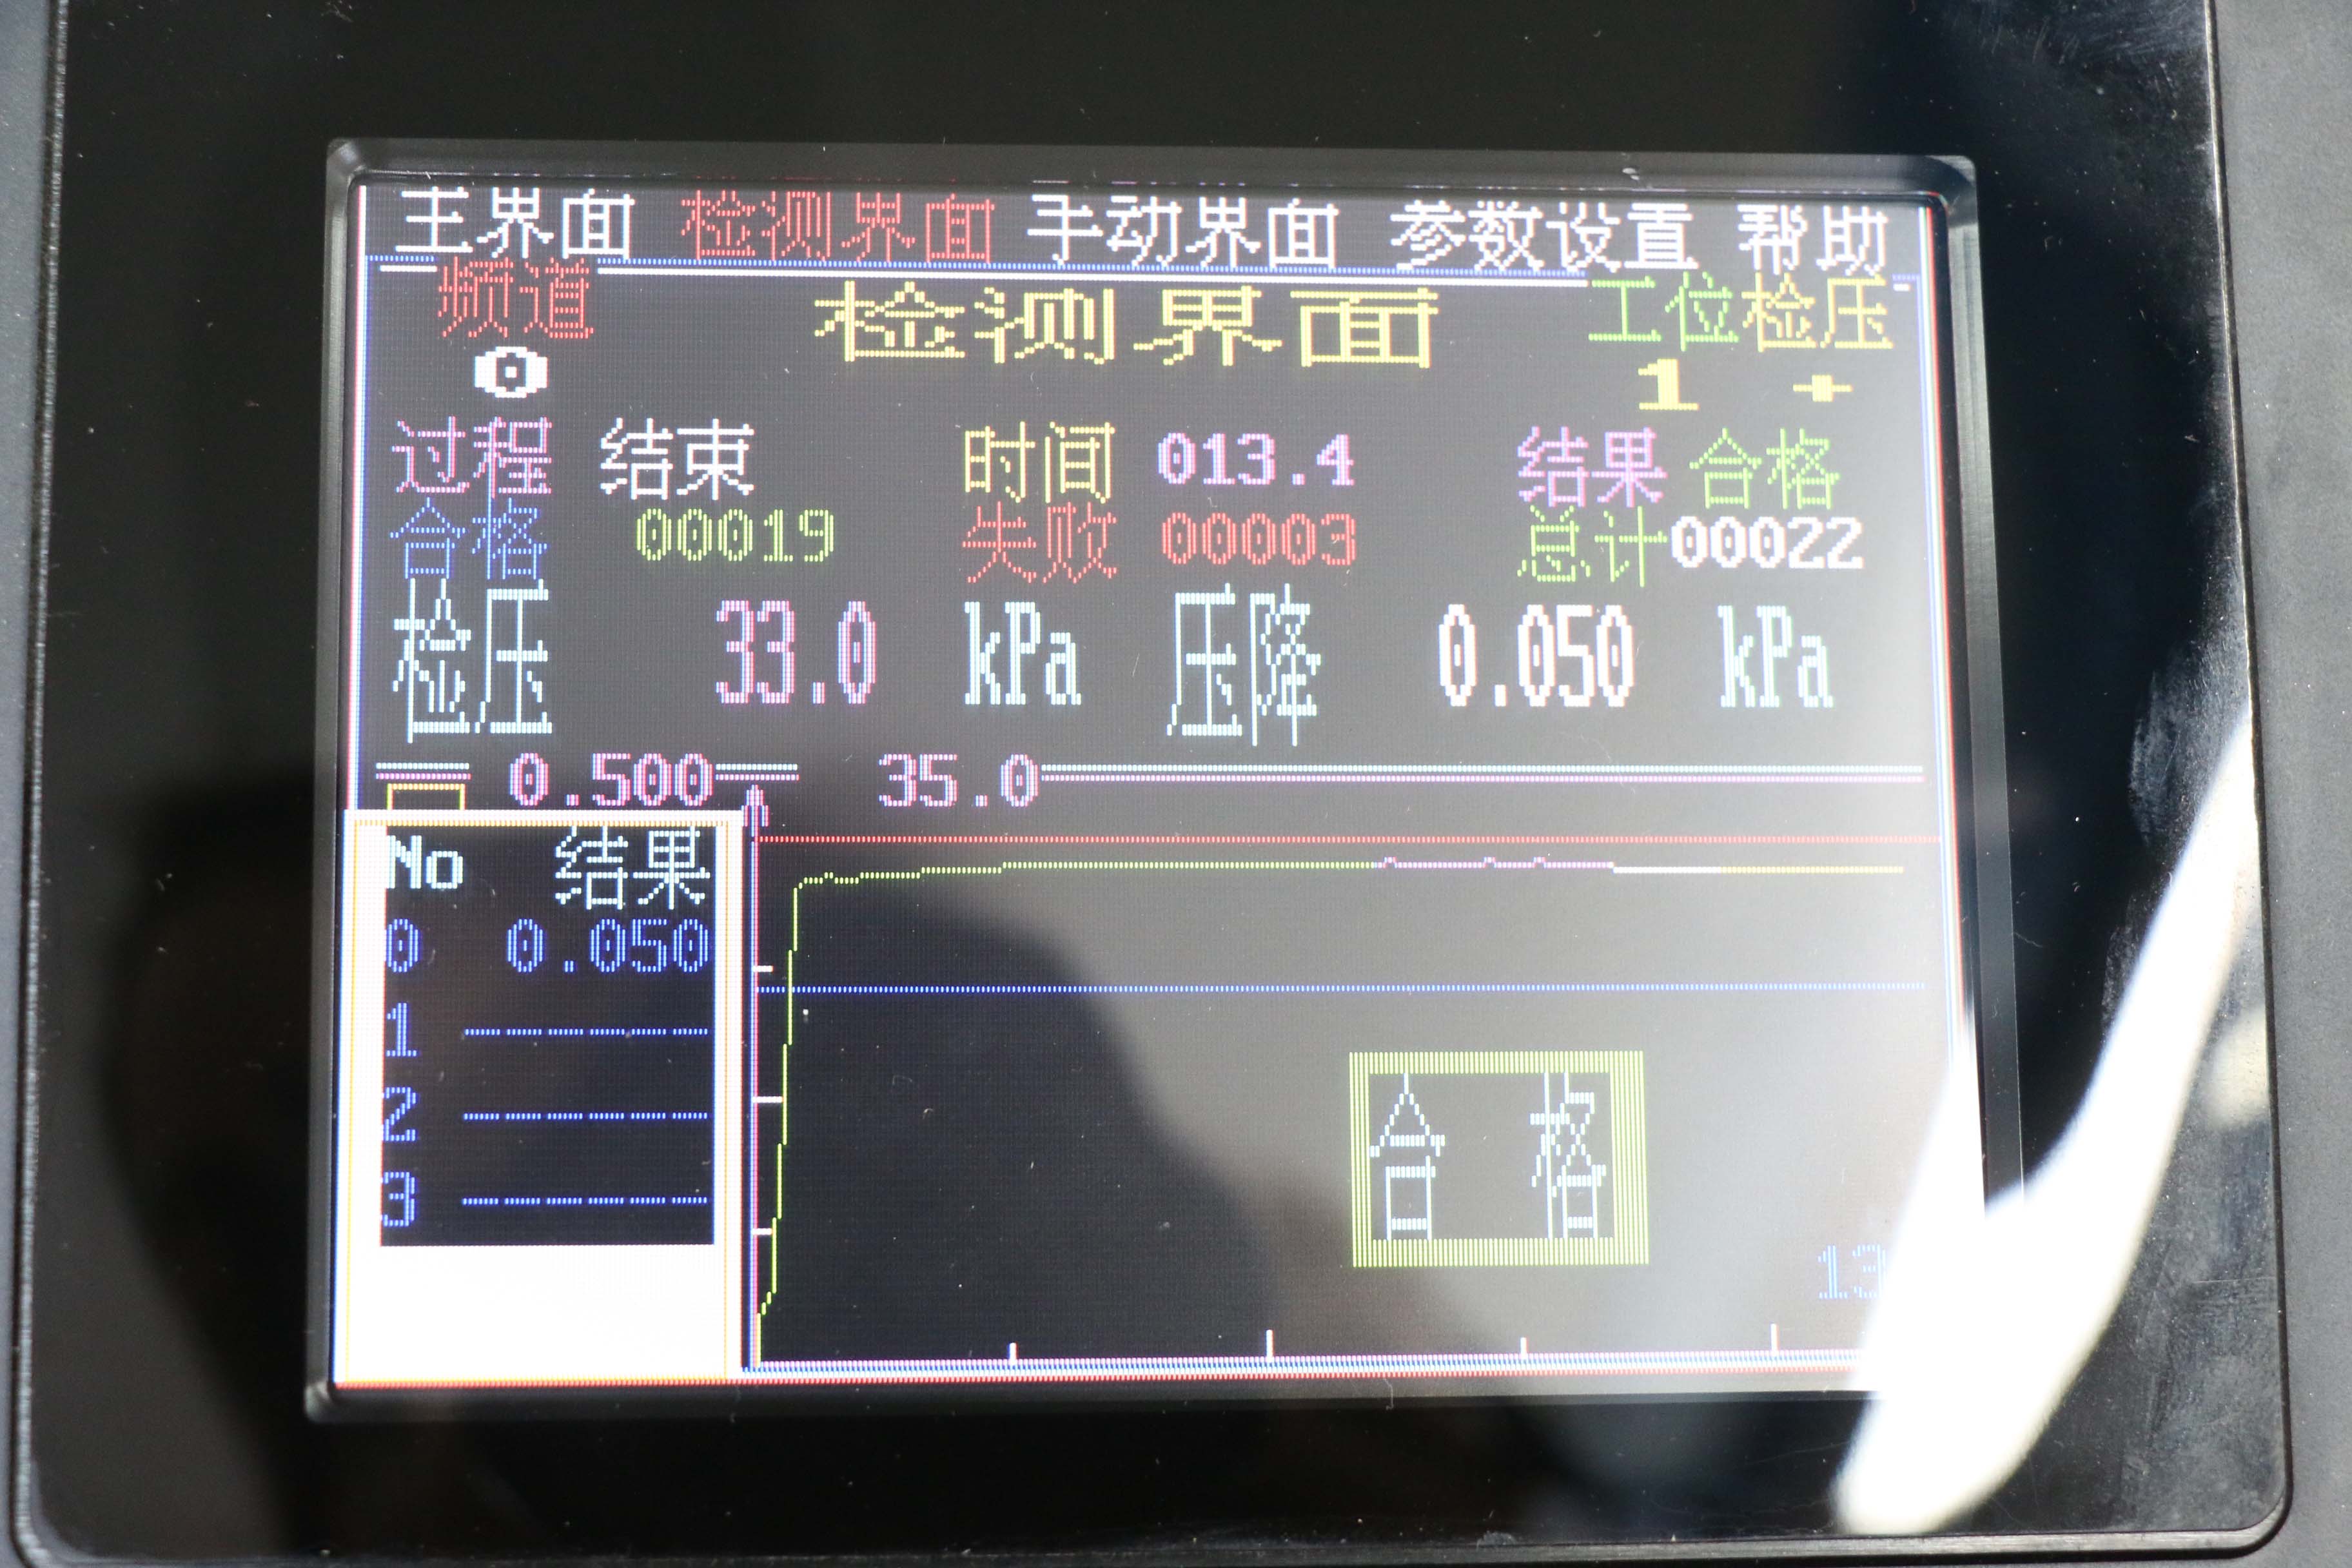 主界面 检测界面 手动界面 参数设置 帮助
频道 检测界面 工位 检压
0 1 +
过程 结束 时间 013.4 结果 合格
合格 00019 失败 00003 总计 00022
检压 33.0 kPa 压降 0.050 kPa
0.500 35.0
No 结果
0 0.050
1 ------
2 ------
3 ------
合格
13